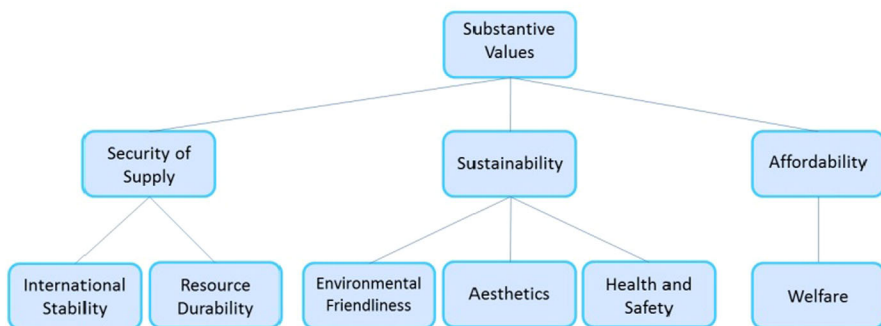 Substantive
Values
Security of
Supply
Sustainability
Affordability
International
Stability
Resource
Durability
Environmental
Friendliness
Aesthetics
Health and
Safety
Welfare